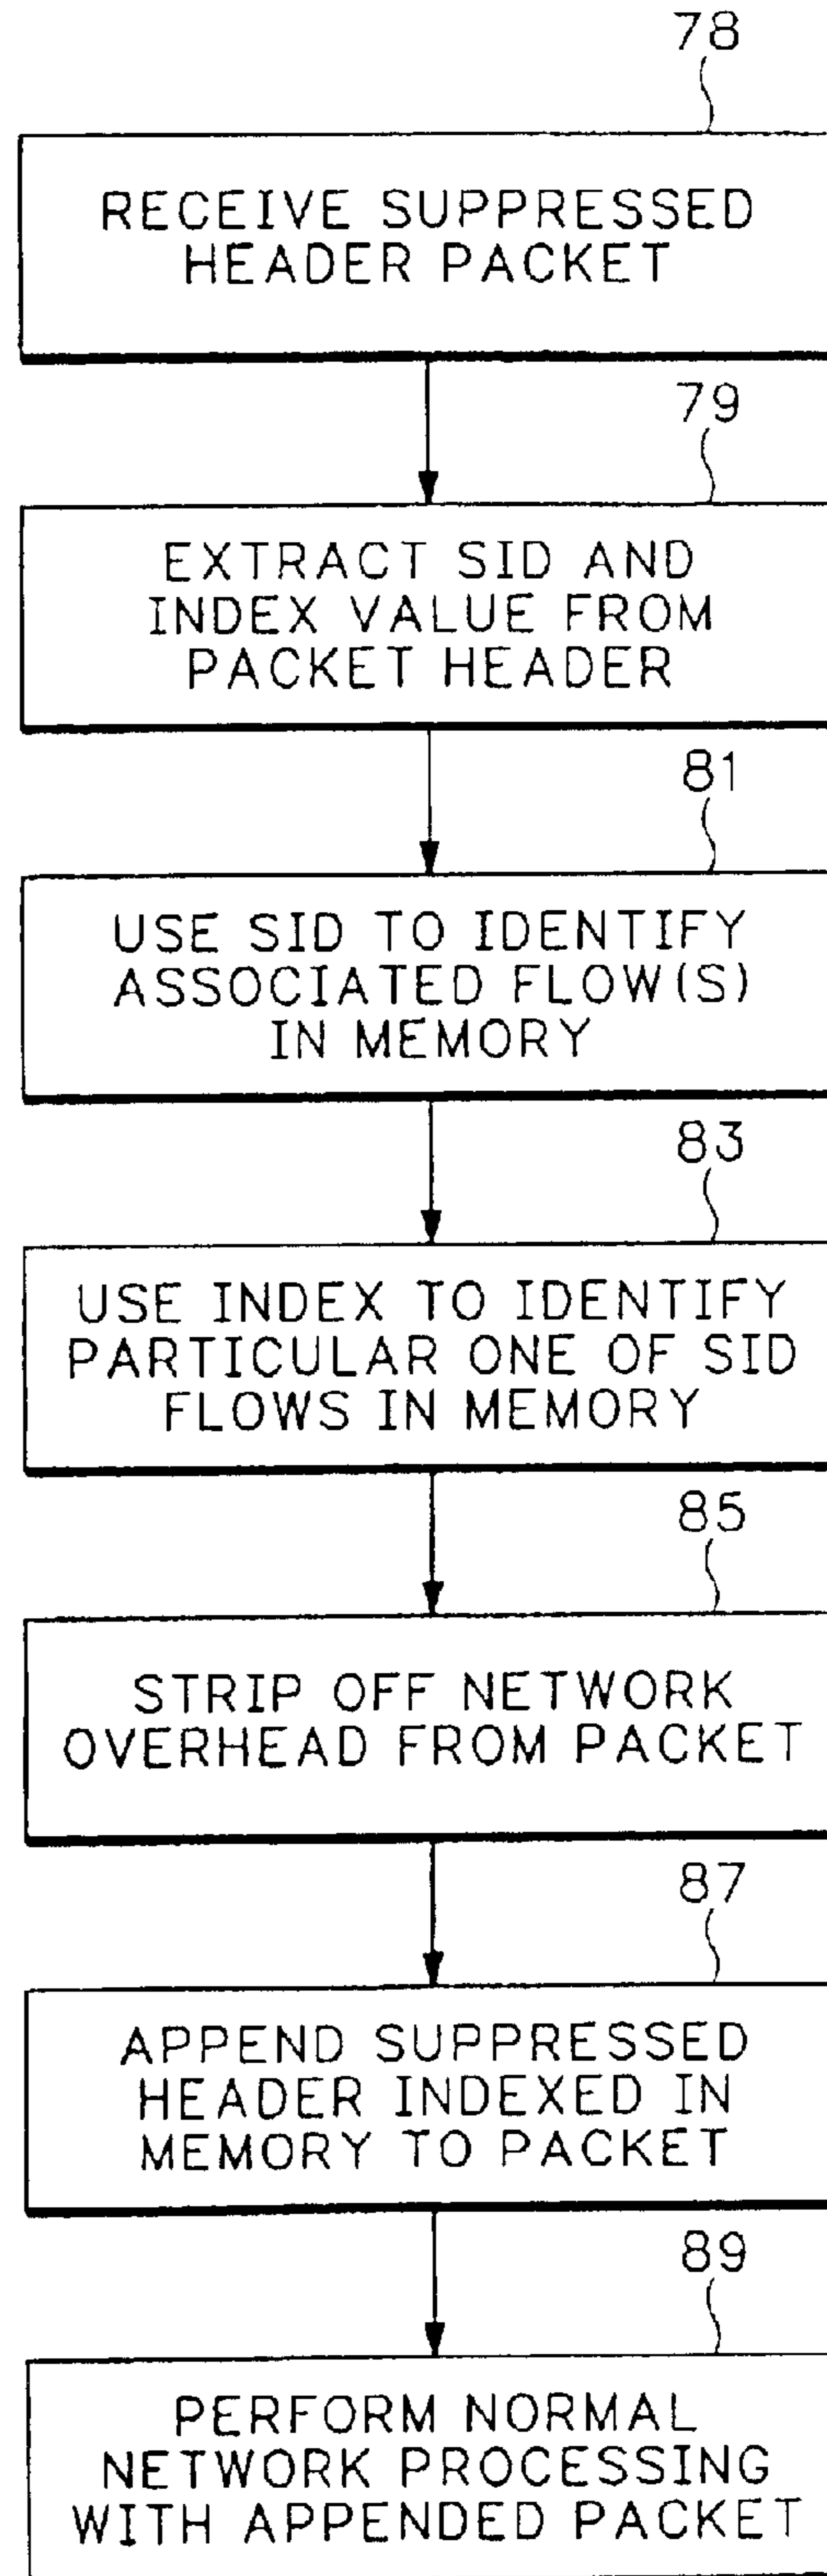 78
RECEIVE SUPPRESSED
HEADER PACKET
79
EXTRACT SID AND
INDEX VALUE FROM
PACKET HEADER
81
USE SID TO IDENTIFY
ASSOCIATED FLOW(S)
IN MEMORY
83
USE INDEX TO IDENTIFY
PARTICULAR ONE OF SID
FLOWS IN MEMORY
85
STRIP OFF NETWORK
OVERHEAD FROM PACKET
87
APPEND SUPPRESSED
HEADER INDEXED IN
MEMORY TO PACKET
89
PERFORM NORMAL
NETWORK PROCESSING
WITH APPENDED PACKET